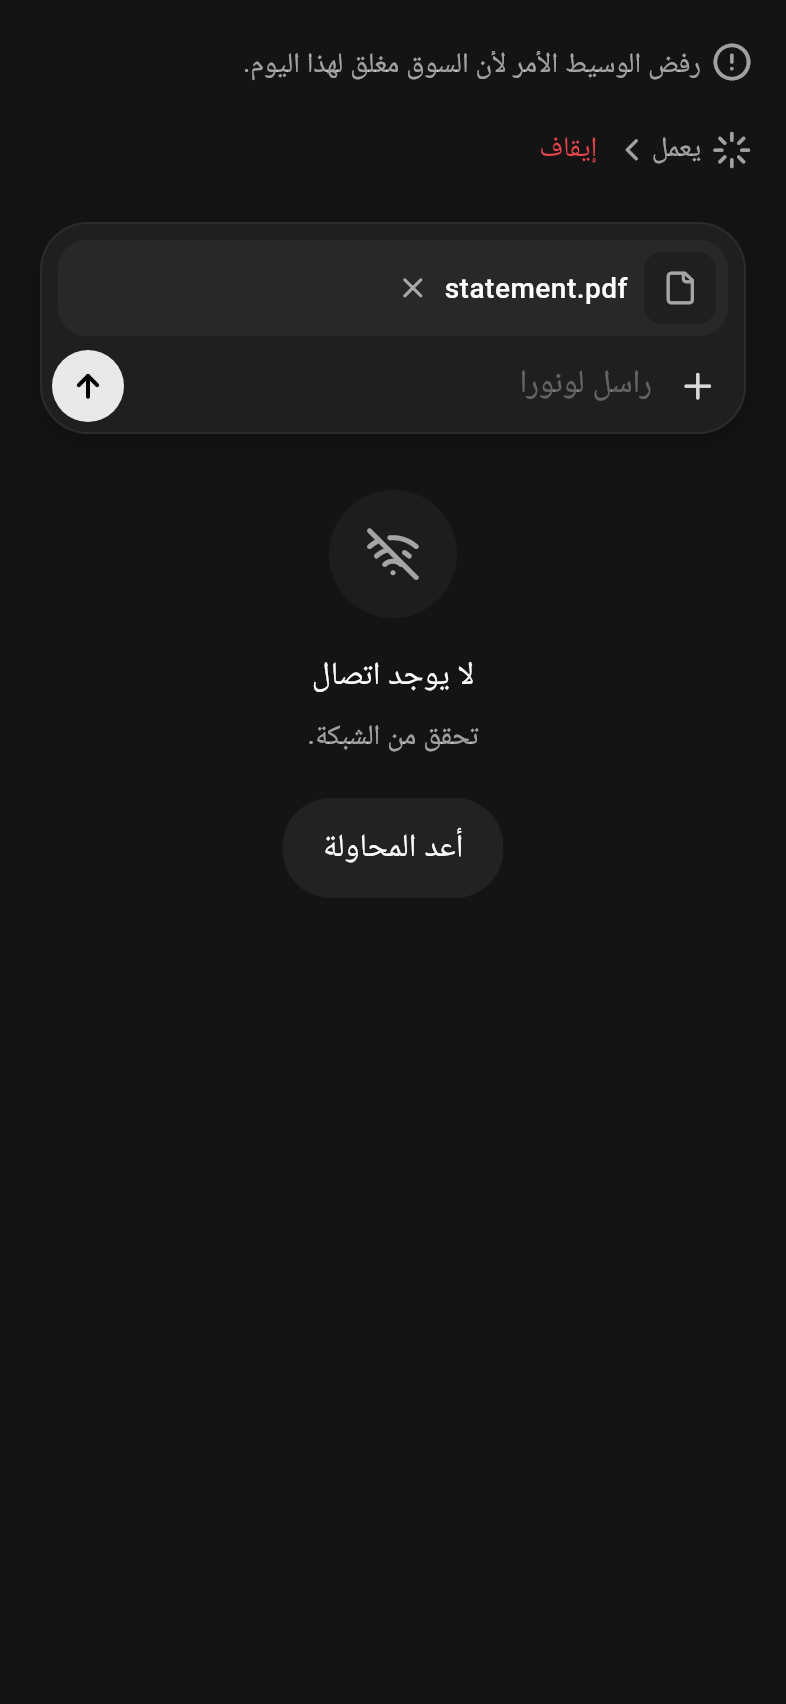 رفض الوسيط الأمر لأن السوق مغلق لهذا اليوم.
يعمل إيقاف
statement.pdf
راسل لونورا
لا يوجد اتصال
تحقق من الشبكة.
أعد المحاولة